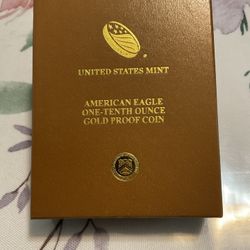 UNITED STATES MINT
AMERICAN EAGLE
ONE-TENTH OUNCE
GOLD PROOF COIN